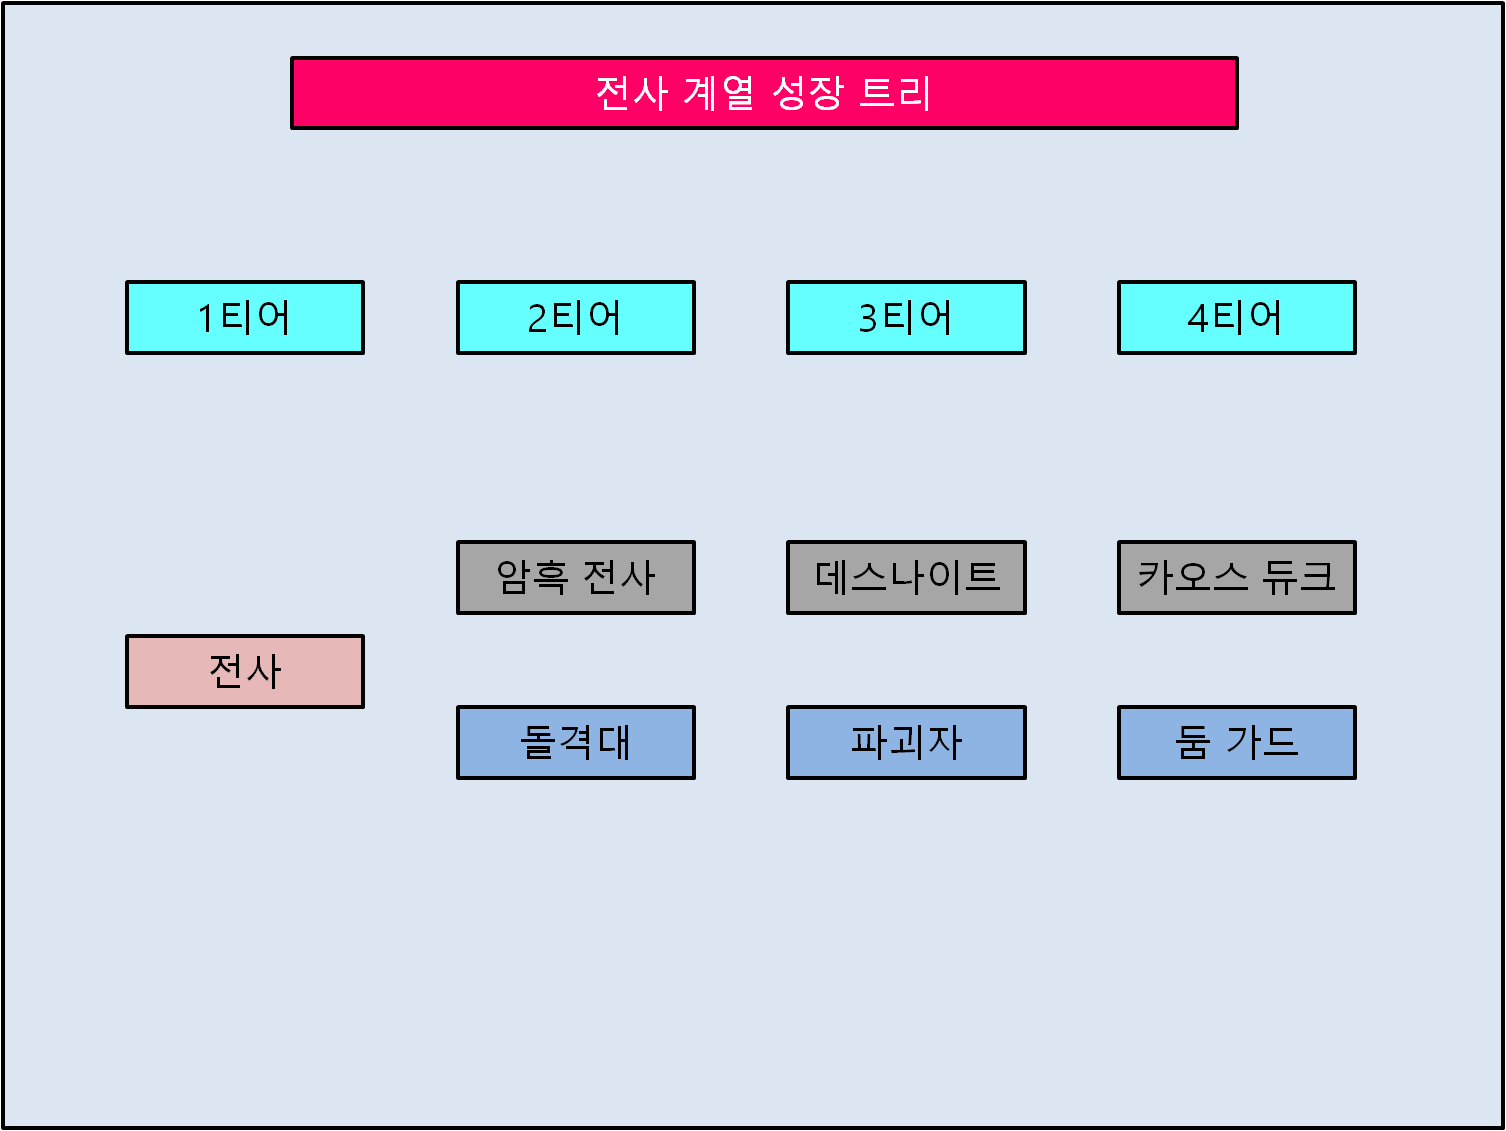 전사 계열 성장 트리
1티어 2티어 3티어 4티어
암흑 전사 데스나이트 카오스 듀크
전사
돌격대 파괴자 둠 가드